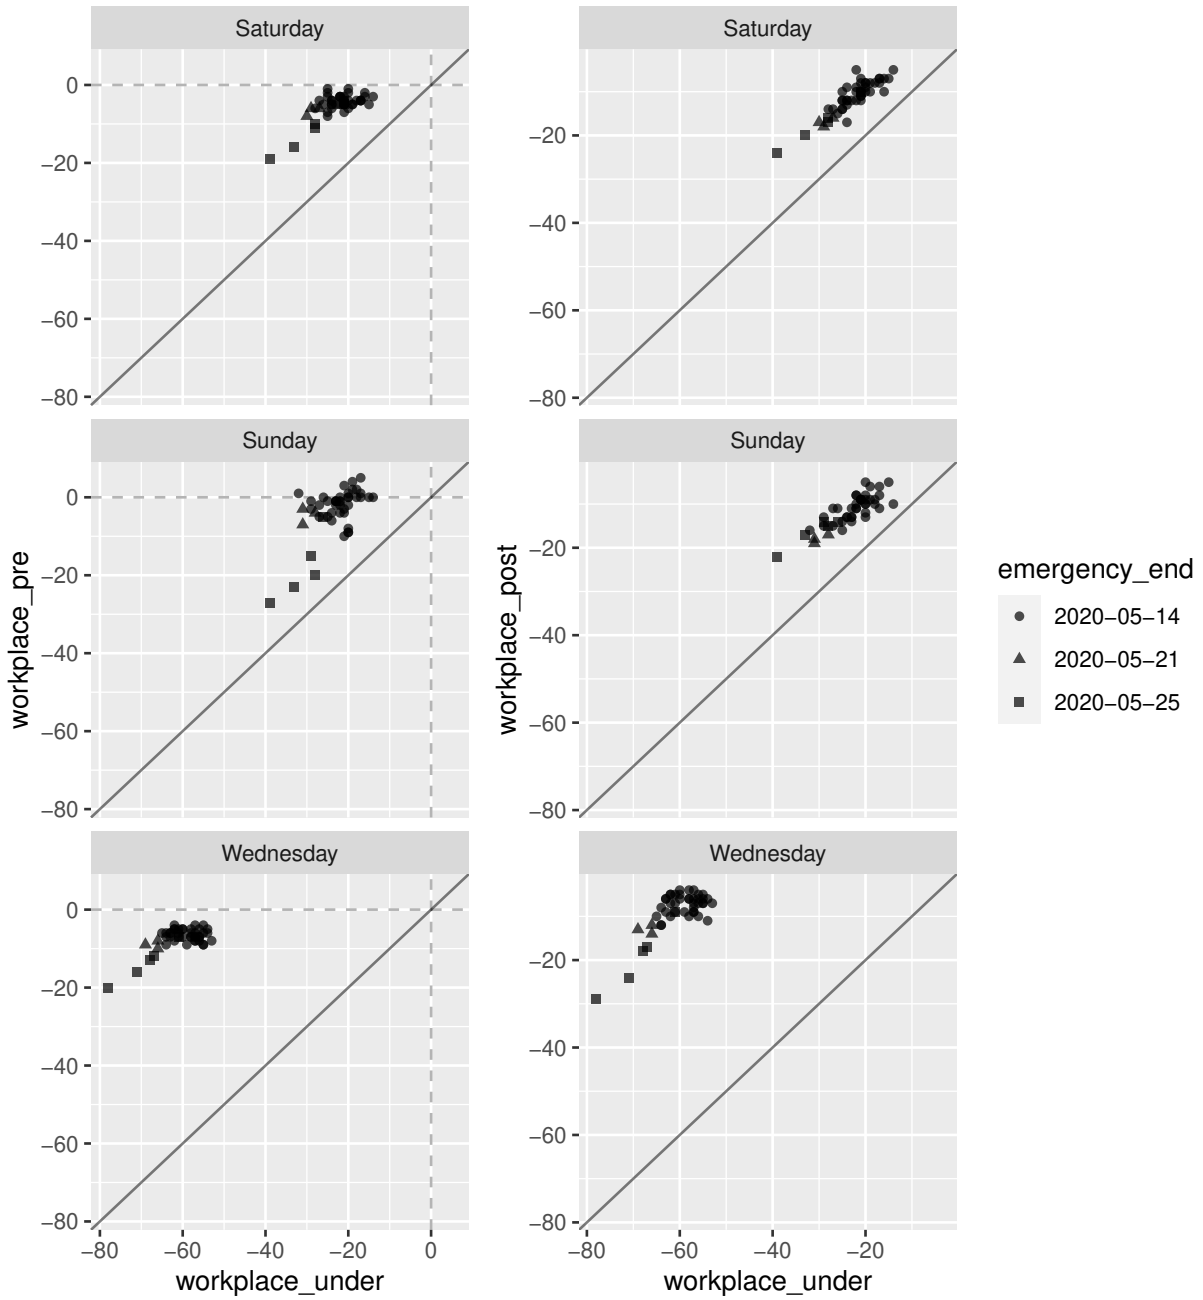 Saturday
0
−20
−40
−60
−80
Saturday
−20
−40
−60
−80
Sunday
0
−20
−40
−60
−80
Sunday
−20
−40
−60
−80
Wednesday
0
−20
−40
−60
−80
Wednesday
−20
−40
−60
−80
workplace_pre
workplace_post
−80 −60 −40 −20 0
workplace_under
−80 −60 −40 −20
workplace_under
emergency_end
2020−05−14
2020−05−21
2020−05−25